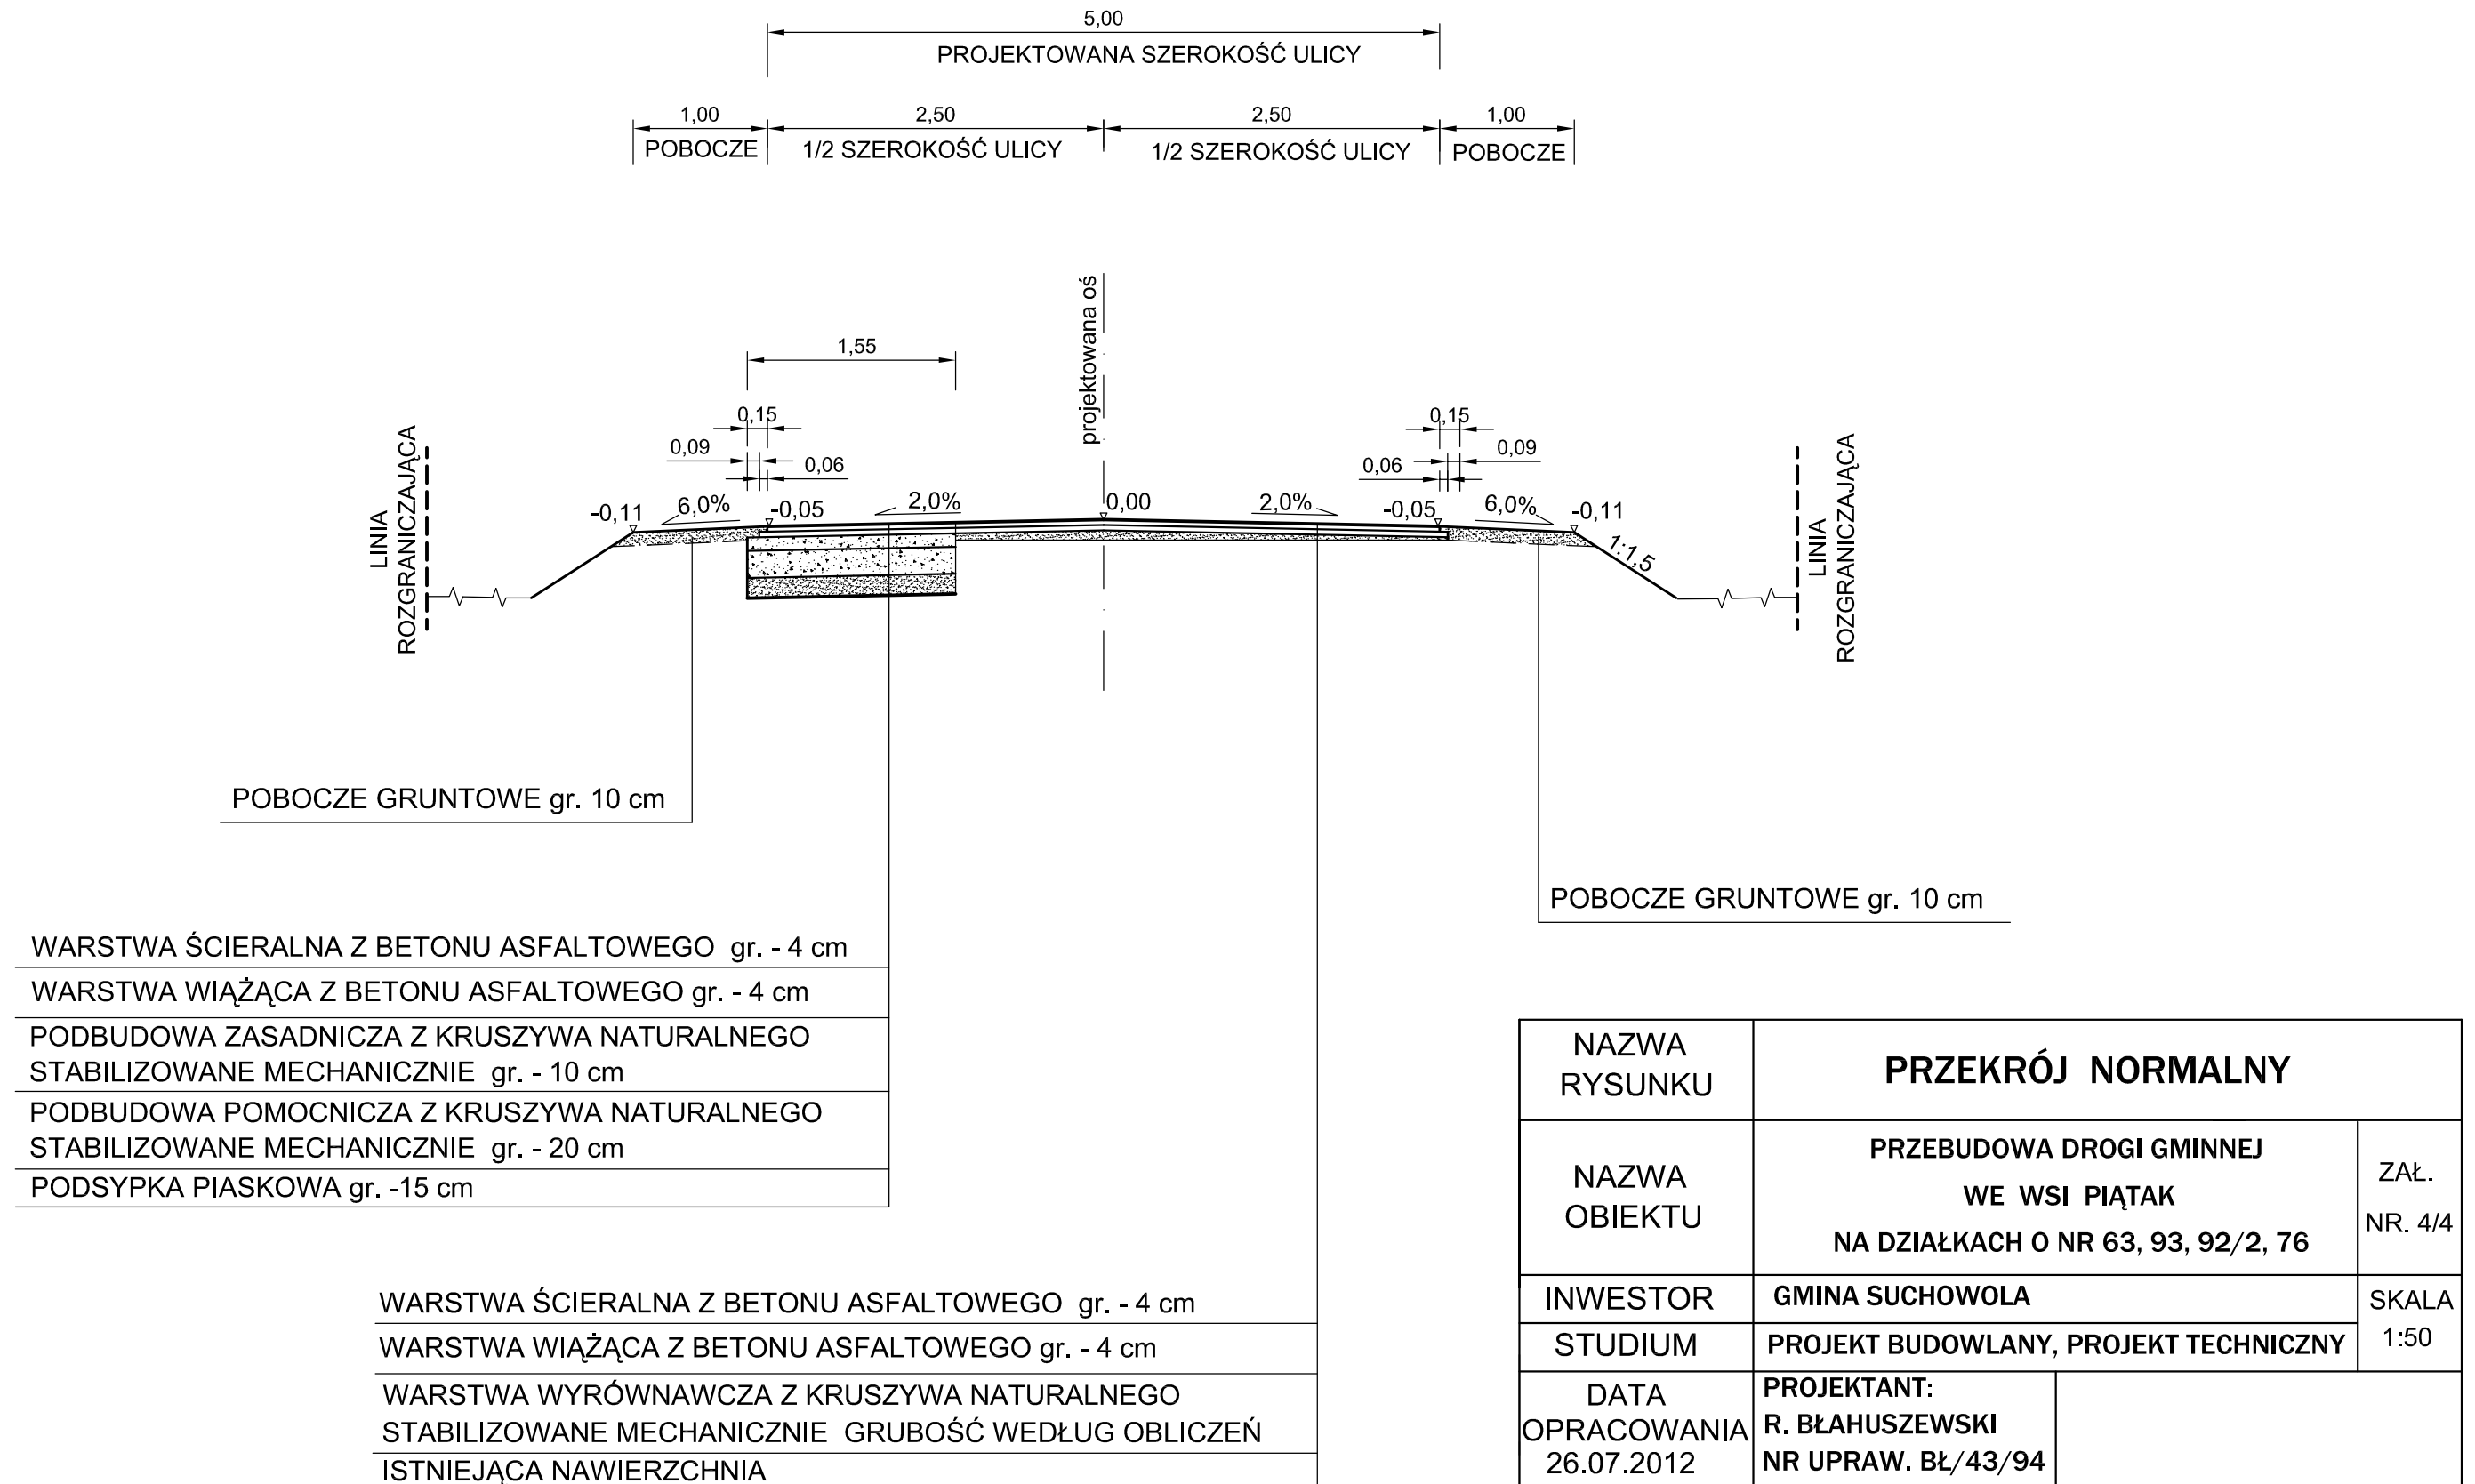 5,00
PROJEKTOWANA SZEROKOŚĆ ULICY
1,00
2,50
2,50
1,00
POBOCZE
1/2 SZEROKOŚĆ ULICY
1/2 SZEROKOŚĆ ULICY
POBOCZE
projektowana oś
1,55
0,15
0,09
0,06
0,15
0,09
0,06
LINIA
ROZGRANICZAJĄCA
-0,11
6,0%
-0,05
2,0%
0,00
2,0%
-0,05
6,0%
-0,11
1:1,5
LINIA
ROZGRANICZAJĄCA
POBOCZE GRUNTOWE gr. 10 cm
POBOCZE GRUNTOWE gr. 10 cm
WARSTWA ŚCIERALNA Z BETONU ASFALTOWEGO gr. - 4 cm
WARSTWA WIĄŻĄCA Z BETONU ASFALTOWEGO gr. - 4 cm
PODBUDOWA ZASADNICZA Z KRUSZYWA NATURALNEGO
STABILIZOWANE MECHANICZNIE gr. - 10 cm
PODBUDOWA POMOCNICZA Z KRUSZYWA NATURALNEGO
STABILIZOWANE MECHANICZNIE gr. - 20 cm
PODSYPKA PIASKOWA gr. -15 cm
WARSTWA ŚCIERALNA Z BETONU ASFALTOWEGO gr. - 4 cm
WARSTWA WIĄŻĄCA Z BETONU ASFALTOWEGO gr. - 4 cm
WARSTWA WYRÓWNAWCZA Z KRUSZYWA NATURALNEGO
STABILIZOWANE MECHANICZNIE GRUBOŚĆ WEDŁUG OBLICZEŃ
ISTNIEJĄCA NAWIERZCHNIA
NAZWA
RYSUNKU
PRZEKRÓJ NORMALNY
NAZWA
OBIEKTU
PRZEBUDOWA DROGI GMINNEJ
WE WSI PIĄTAK
NA DZIAŁKACH O NR 63, 93, 92/2, 76
ZAŁ.
NR. 4/4
INWESTOR
GMINA SUCHOWOLA
SKALA
1:50
STUDIUM
PROJEKT BUDOWLANY, PROJEKT TECHNICZNY
DATA
OPRACOWANIA
26.07.2012
PROJEKTANT:
R. BŁAHUSZEWSKI
NR UPRAW. BŁ/43/94